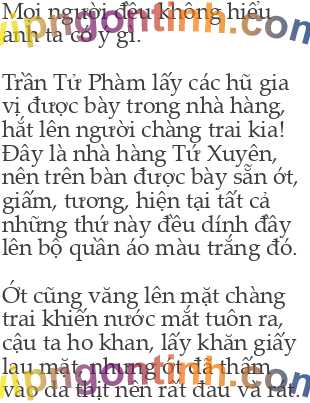 Mọi người đều không hiểu
anh ta có ý gì.
vipngontinh.com
Trần Tử Phàm lấy các hũ gia
vị được bày trong nhà hàng,
hắt lên người chàng trai kia!
Đây là nhà hàng Tứ Xuyên,
nên trên bàn được bày sẵn ớt,
giấm, tương, hiện tại tất cả
những thứ này đều dính đầy
lên bộ quần áo màu trắng đó.
Ớt cũng văng lên mặt chàng
trai khiến nước mắt tuôn ra,
cậu ta ho khan, lấy khăn giấy
lau mặt, nhưng ớt đã thấm
vào da thịt nên rất đau và rát.
vipngontinh.com